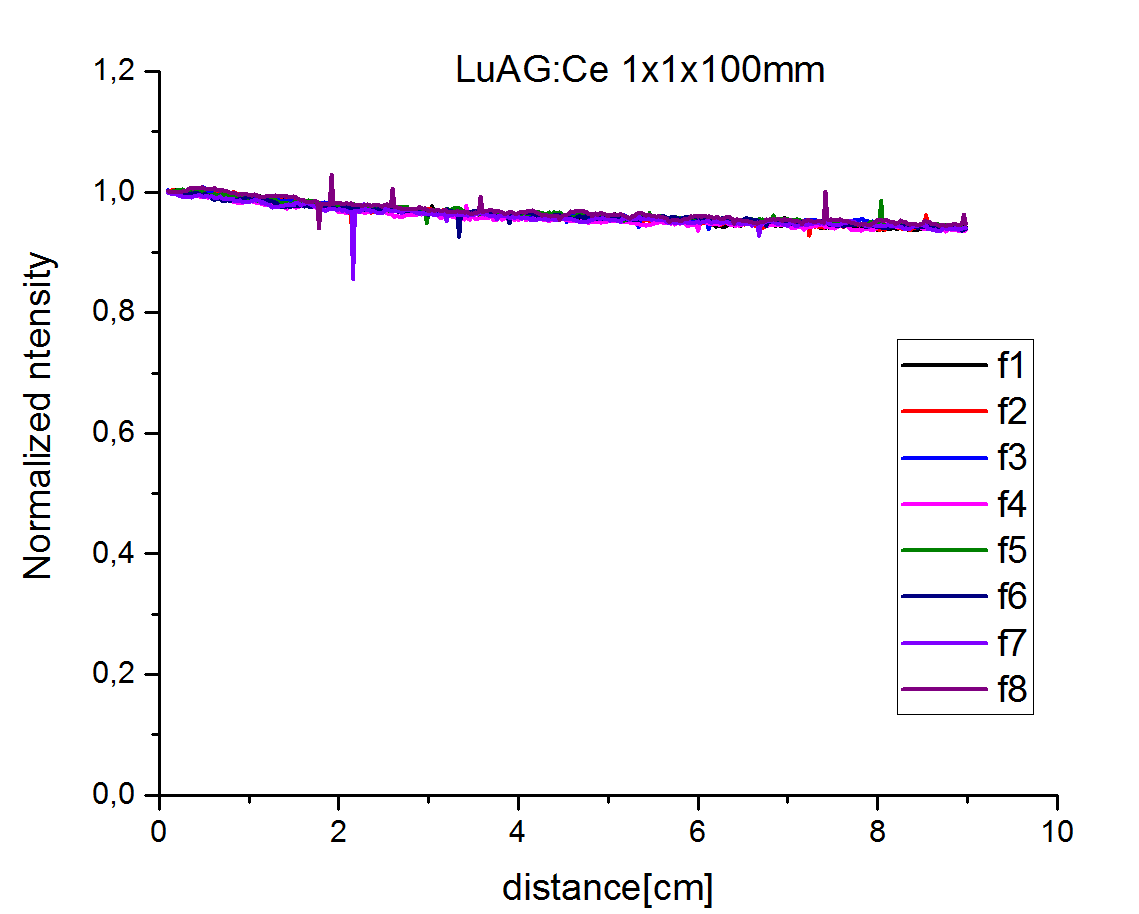 LuAG:Ce 1x1x100mm
1,2
1,0
0,8
0,6
0,4
0,2
0,0
Normalized ntensity
f1
f2
f3
f4
f5
f6
f7
f8
0 2 4 6 8 10
distance[cm]